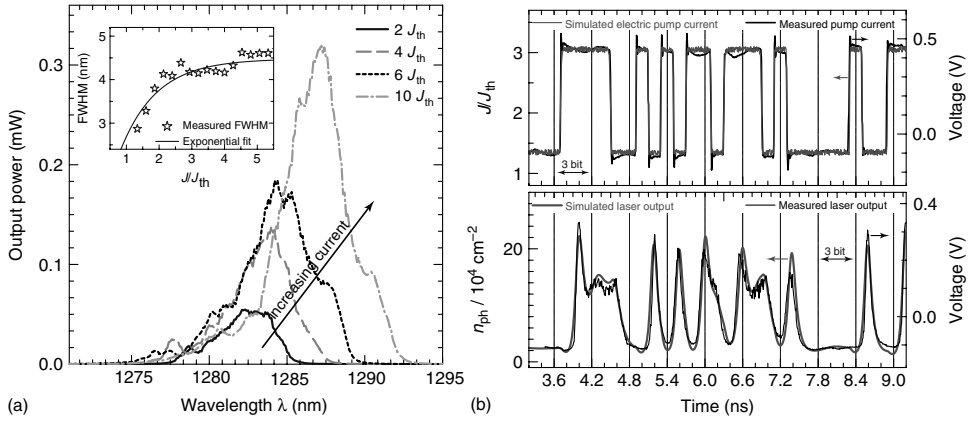 5
4
3
FWHM (nm)
Measured FWHM
Exponential fit
1 2 3 4 5
J/Jth
2 Jth
4 Jth
6 Jth
10 Jth
Increasing current
0.3
0.2
0.1
0.0
Output power (mW)
1275 1280 1285 1290 1295
Wavelength λ (nm)
(a)
Simulated electric pump current
Measured pump current
3
2
1
J/Jth
0.5
0.0
Voltage (V)
3 bit
Simulated laser output
Measured laser output
20
10
0
nph / 10⁴ cm⁻²
0.4
0.2
0.0
Voltage (V)
3 bit
3.6 4.2 4.8 5.4 6.0 6.6 7.2 7.8 8.4 9.0
Time (ns)
(b)